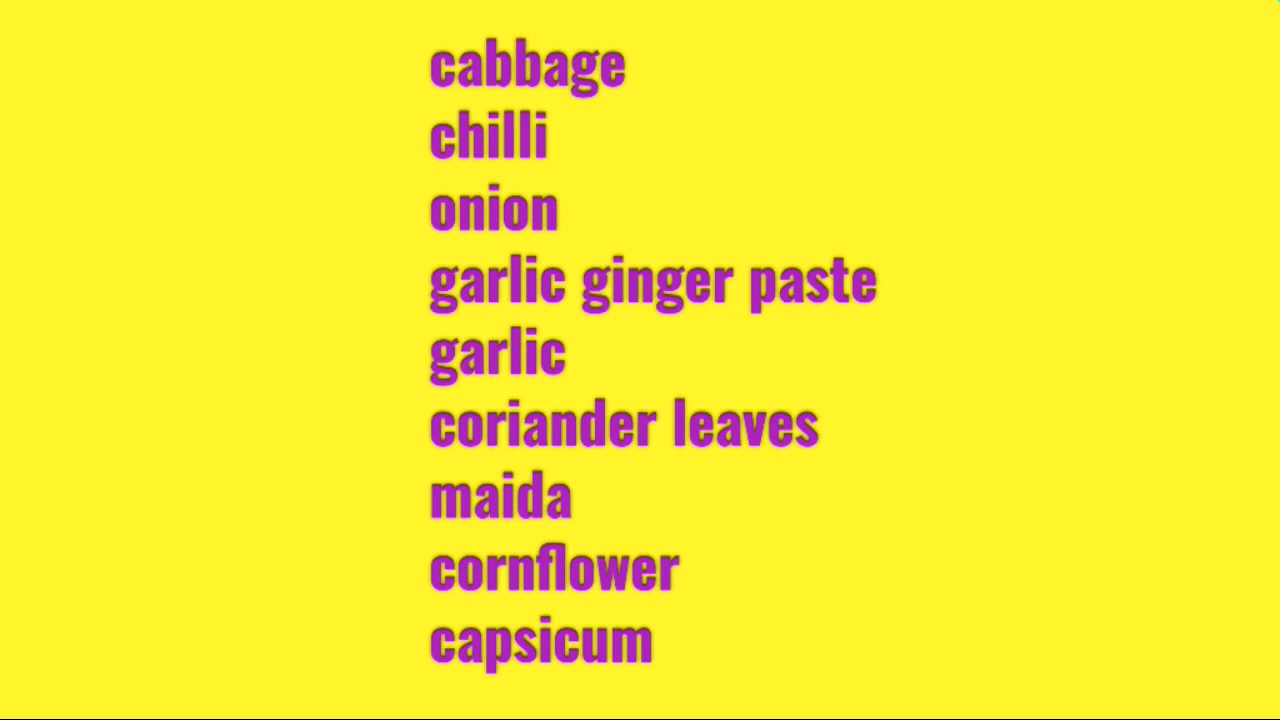 cabbage
chilli
onion
garlic ginger paste
garlic
coriander leaves
maida
cornflower
capsicum